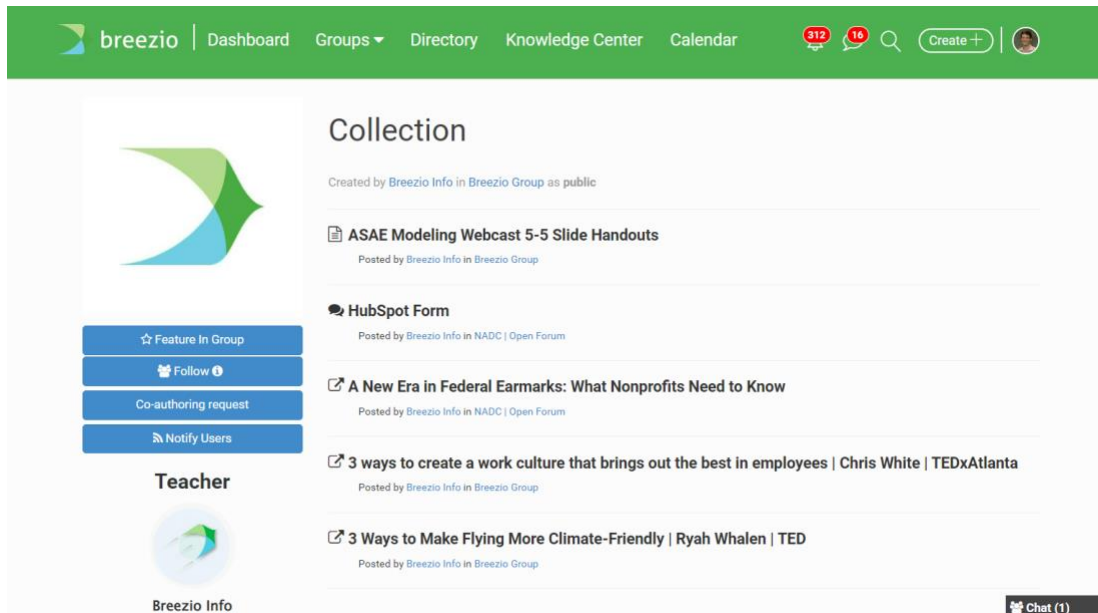 breezio Dashboard Groups Directory Knowledge Center Calendar 312 16 Create +
Collection
Created by Breezio Info in Breezio Group as public
ASAE Modeling Webcast 5-5 Slide Handouts
Posted by Breezio Info in Breezio Group
HubSpot Form
Posted by Breezio Info in NADC | Open Forum
A New Era in Federal Earmarks: What Nonprofits Need to Know
Posted by Breezio Info in NADC | Open Forum
3 ways to create a work culture that brings out the best in employees | Chris White | TEDxAtlanta
Posted by Breezio Info in Breezio Group
3 Ways to Make Flying More Climate-Friendly | Ryah Whalen | TED
Posted by Breezio Info in Breezio Group
Feature In Group
Follow
Co-authoring request
Notify Users
Teacher
Breezio Info
Chat (1)